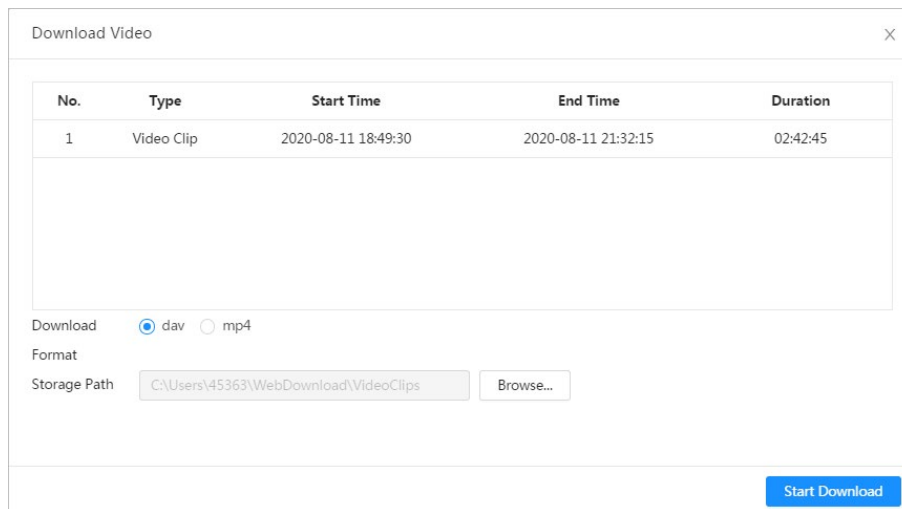 Download Video
No. Type Start Time End Time Duration
1 Video Clip 2020-08-11 18:49:30 2020-08-11 21:32:15 02:42:45
Download dav mp4
Format
Storage Path C:\Users\45363\WebDownload\VideoClips Browse...
Start Download